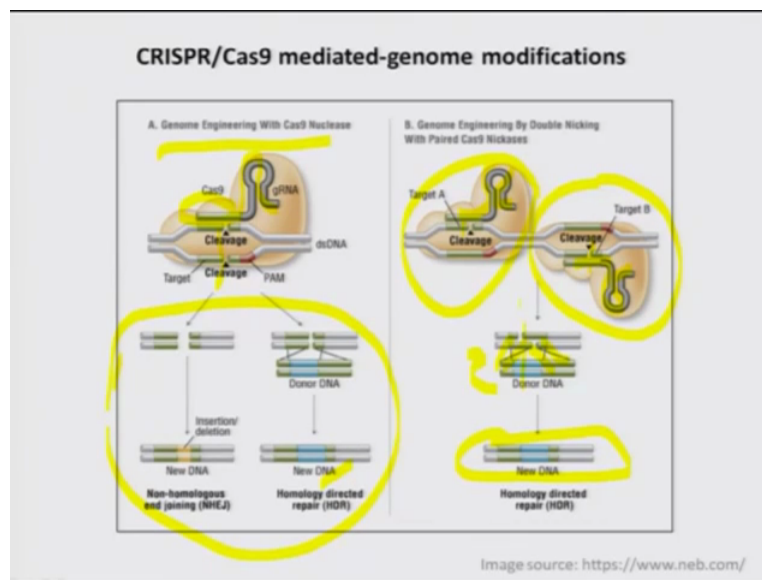 CRISPR/Cas9 mediated-genome modifications
A. Genome Engineering With Cas9 Nuclease
Cas9
gRNA
Cleavage
dsDNA
Target
Cleavage
PAM
Donor DNA
Insertion/
deletion
New DNA
New DNA
Non-homologous
end joining (NHEJ)
Homology directed
repair (HDR)
B. Genome Engineering By Double Nicking
With Paired Cas9 Nickases
Target A
Target B
Cleavage
Cleavage
Donor DNA
New DNA
Homology directed
repair (HDR)
Image source: https://www.neb.com/